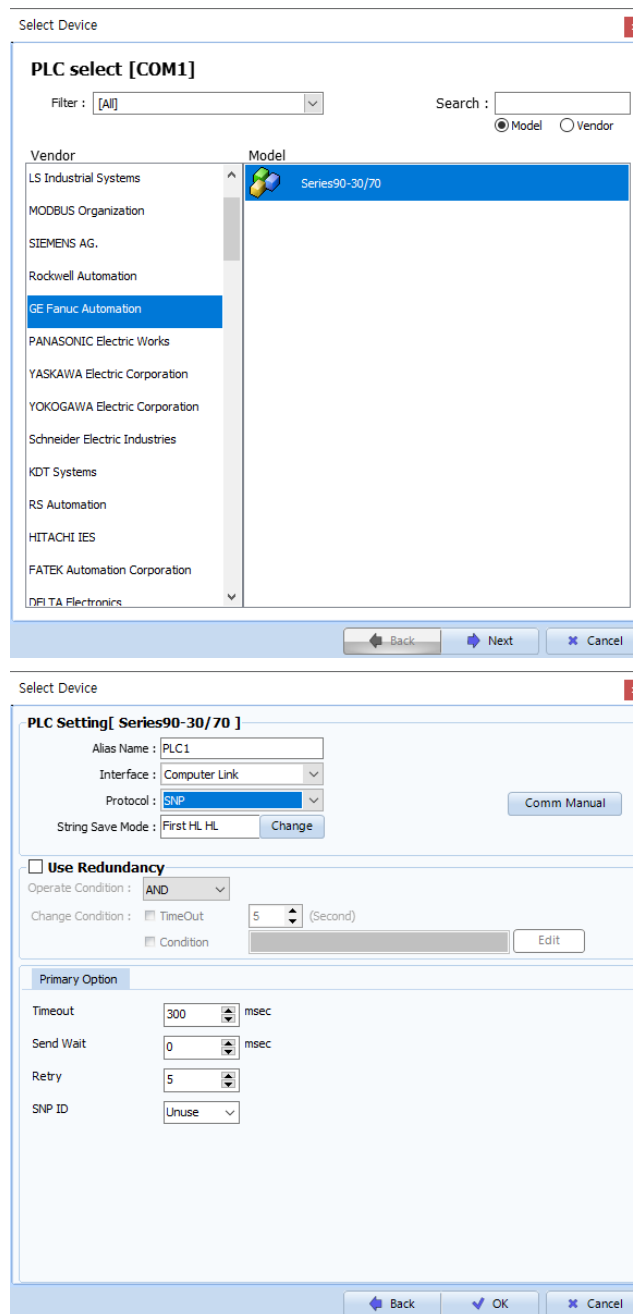 Select Device
PLC select [COM1]
Filter : [All]
Search :
Model Vendor
Vendor Model
LS Industrial Systems
Series90-30/70
MODBUS Organization
SIEMENS AG.
Rockwell Automation
GE Fanuc Automation
PANASONIC Electric Works
YASKAWA Electric Corporation
YOKOGAWA Electric Corporation
Schneider Electric Industries
KDT Systems
RS Automation
HITACHI IES
FATEK Automation Corporation
DELTA Electronics
Back Next Cancel
Select Device
PLC Setting[ Series90-30/70 ]
Alias Name : PLC1
Interface : Computer Link
Protocol : SNP
Comm Manual
String Save Mode : First HL HL Change
Use Redundancy
Operate Condition : AND
Change Condition : TimeOut 5 (Second)
Condition Edit
Primary Option
Timeout 300 msec
Send Wait 0 msec
Retry 5
SNP ID Unuse
Back OK Cancel